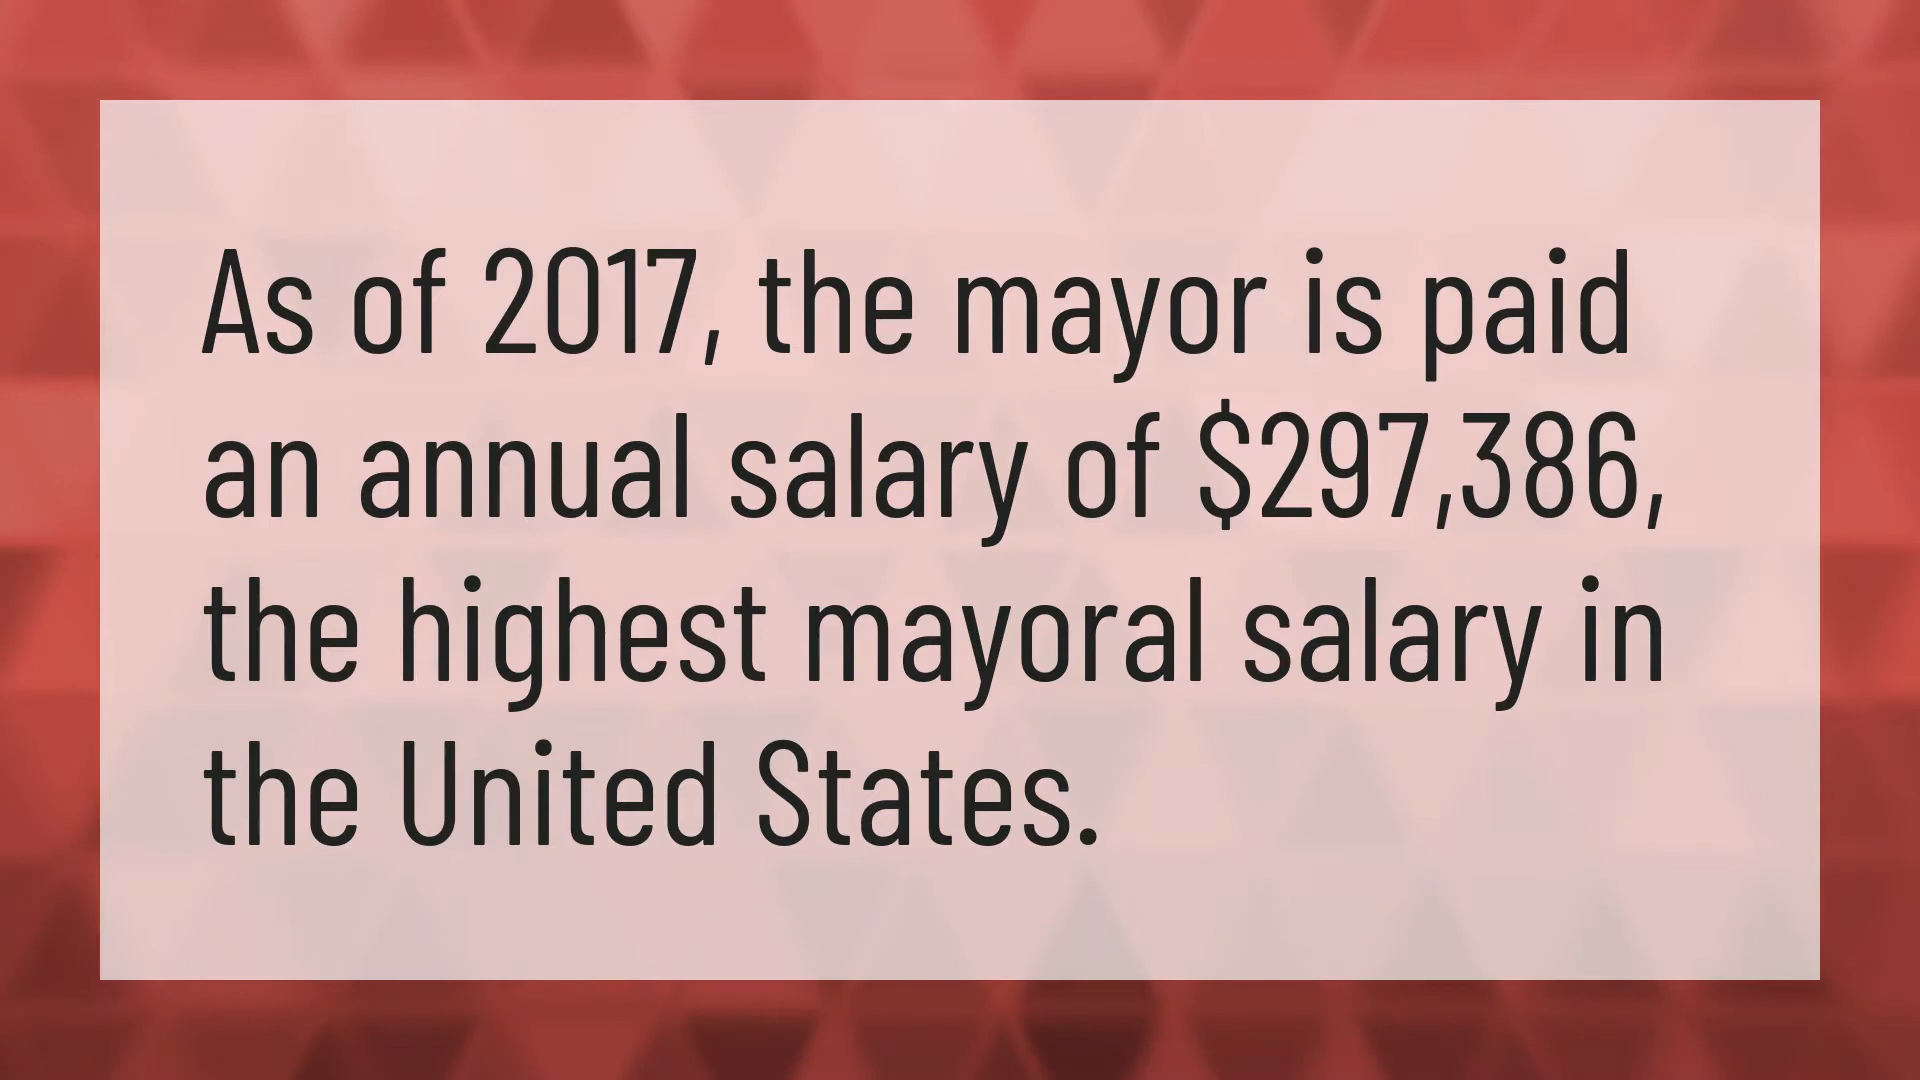 As of 2017, the mayor is paid
an annual salary of $297,386,
the highest mayoral salary in
the United States.